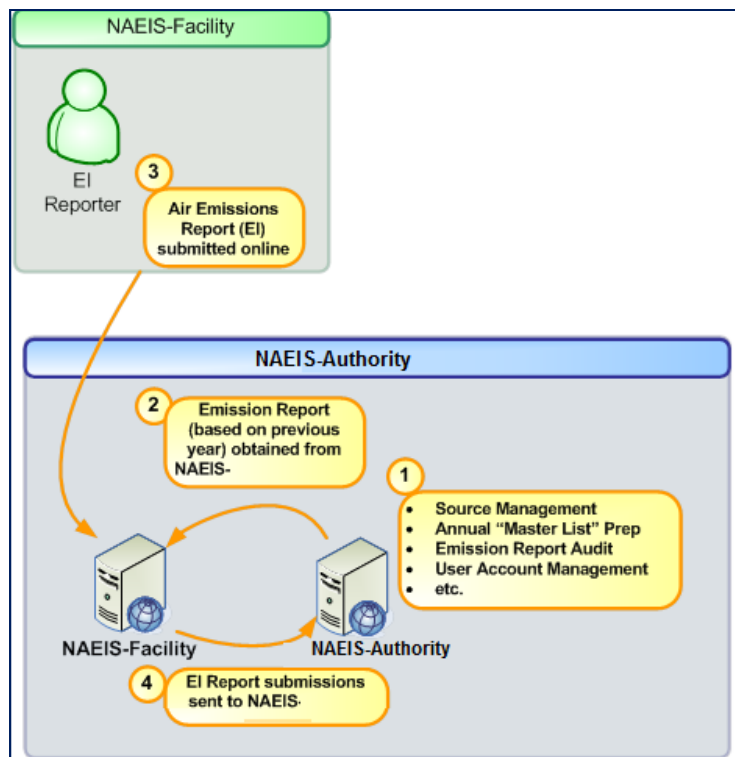 NAEIS-Facility
EI
Reporter
3
Air Emissions
Report (EI)
submitted online
NAEIS-Authority
2
Emission Report
(based on previous
year) obtained from
NAEIS-
1
• Source Management
• Annual “Master List” Prep
• Emission Report Audit
• User Account Management
• etc.
NAEIS-Facility
NAEIS-Authority
4
EI Report submissions
sent to NAEIS-